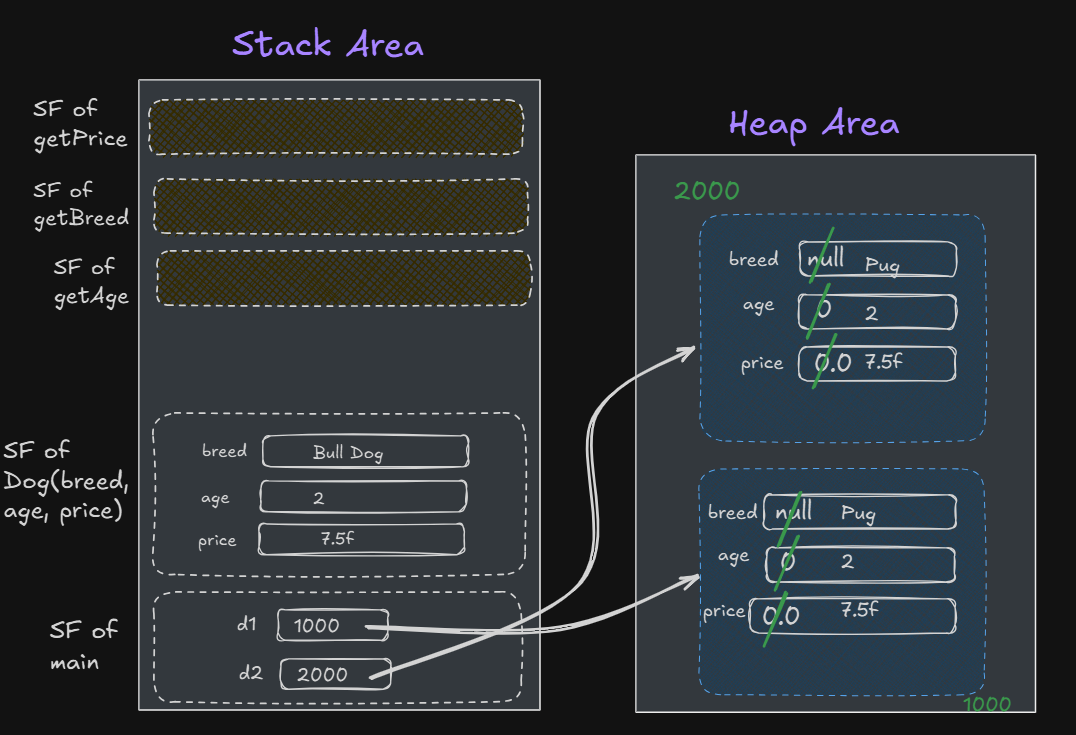 Stack Area
SF of
getPrice
SF of
getBreed
SF of
getAge
SF of
Dog(breed,
age, price)
breed
Bull Dog
age
2
price
7.5f
SF of
main
d1
1000
d2
2000
Heap Area
2000
breed
null
Pug
age
0
2
price
0.0
7.5f
breed
null
Pug
age
0
2
price
0.0
7.5f
1000